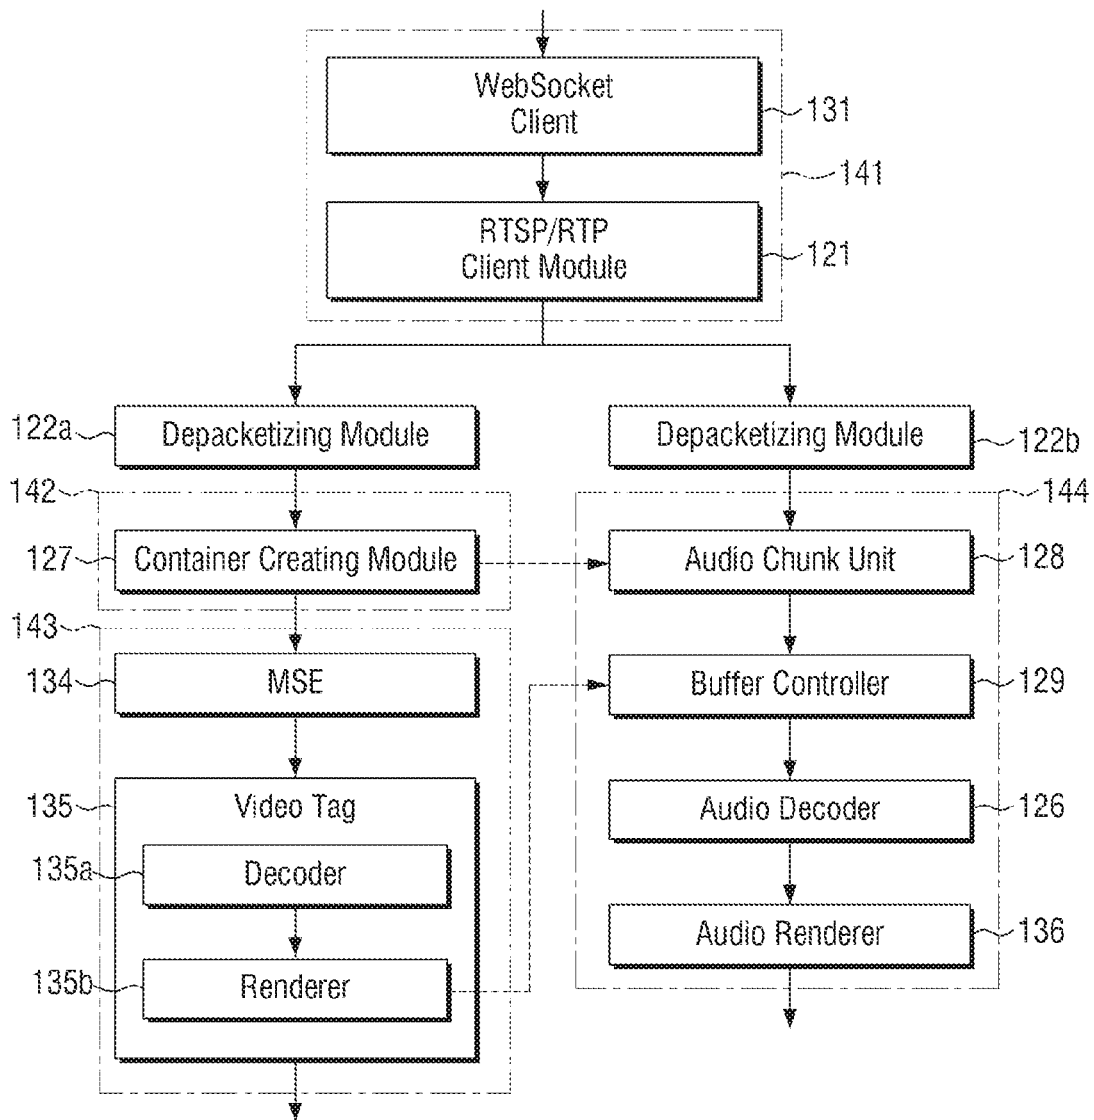 WebSocket
Client
131
141
RTSP/RTP
Client Module
121
122a
Depacketizing Module
Depacketizing Module
122b
142
144
127
Container Creating Module
Audio Chunk Unit
128
143
134
MSE
Buffer Controller
129
135
Video Tag
Audio Decoder
126
135a
Decoder
Audio Renderer
136
135b
Renderer